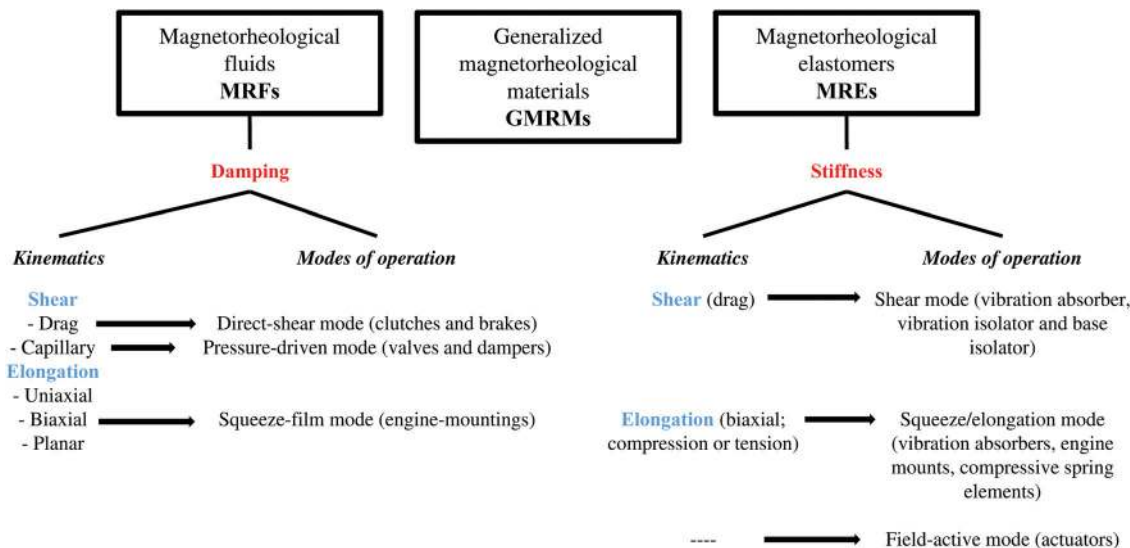 Magnetorheological
fluids
MRFs
Generalized
magnetorheological
materials
GMRMs
Magnetorheological
elastomers
MREs
Damping
Kinematics
Modes of operation
Shear
- Drag
Direct-shear mode (clutches and brakes)
- Capillary
Pressure-driven mode (valves and dampers)
Elongation
- Uniaxial
- Biaxial
Squeeze-film mode (engine-mountings)
- Planar
Stiffness
Kinematics
Modes of operation
Shear (drag)
Shear mode (vibration absorber,
vibration isolator and base
isolator)
Elongation (biaxial;
compression or tension)
Squeeze/elongation mode
(vibration absorbers, engine
mounts, compressive spring
elements)
----
Field-active mode (actuators)